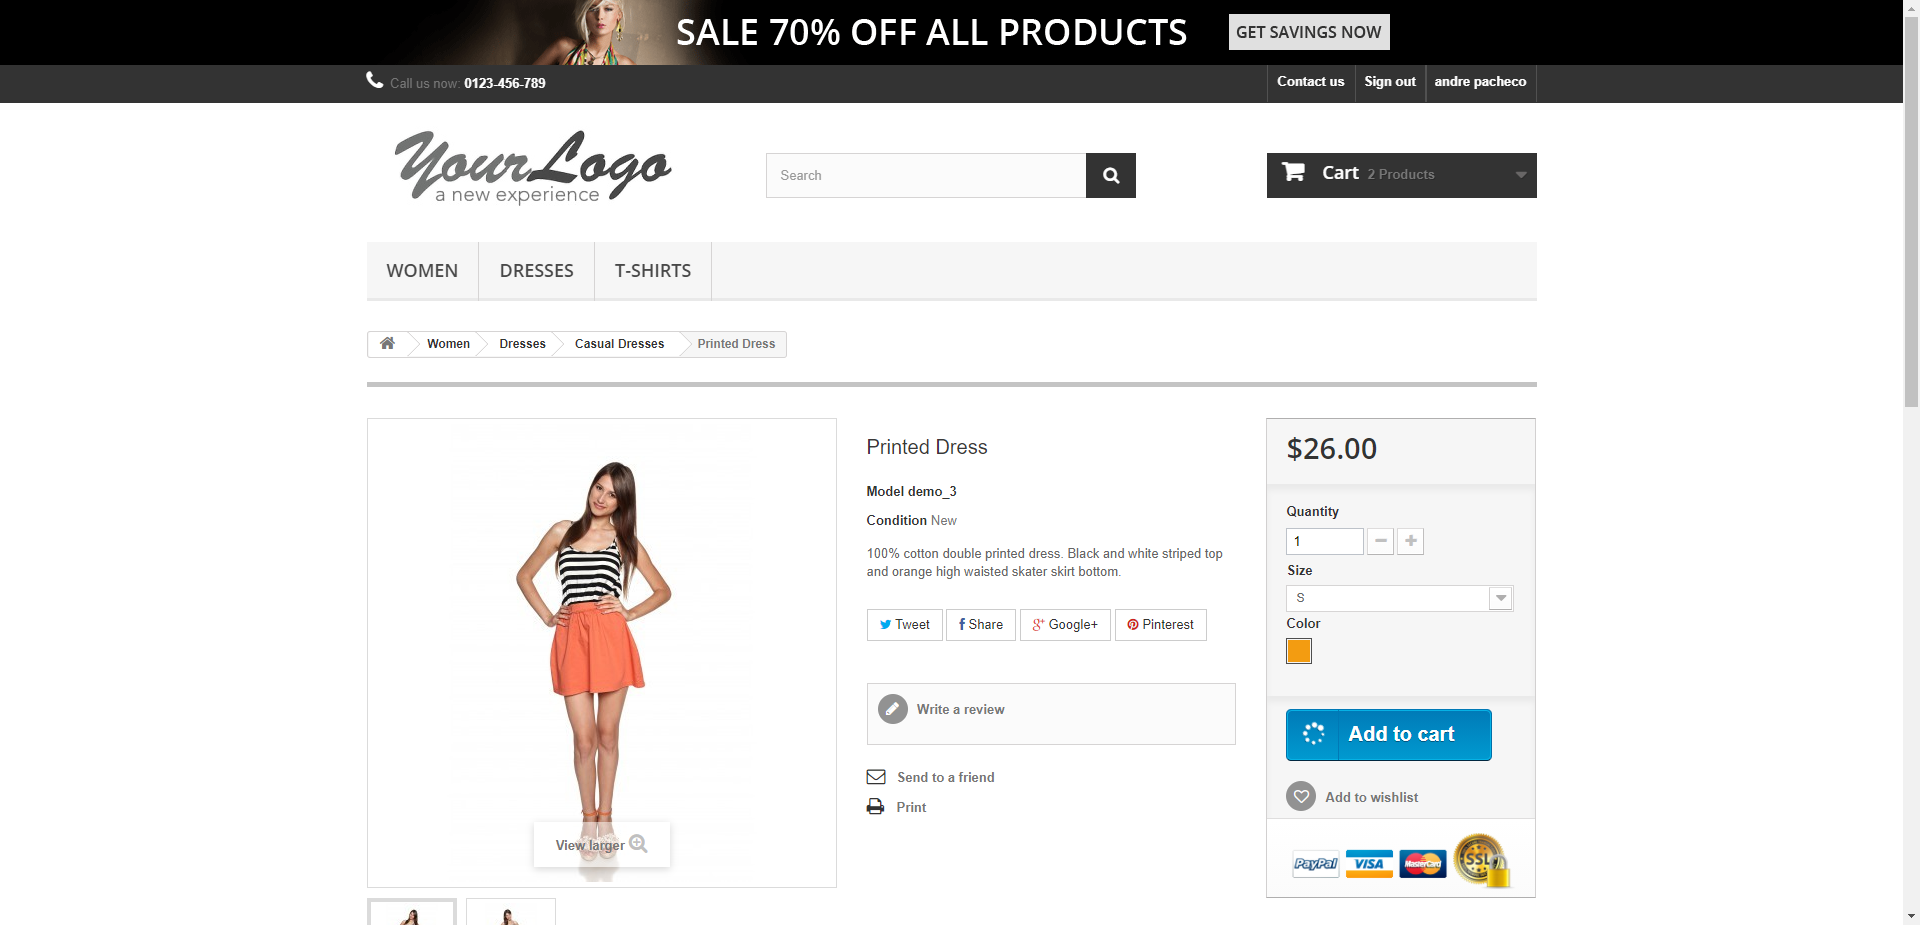 SALE 70% OFF ALL PRODUCTS
GET SAVINGS NOW
Call us now: 0123-456-789
Contact us
Sign out
andre pacheco
YourLogo
a new experience
Search
Cart 2 Products
WOMEN
DRESSES
T-SHIRTS
Women
Dresses
Casual Dresses
Printed Dress
View larger
Printed Dress
Model demo_3
Condition New
100% cotton double printed dress. Black and white striped top
and orange high waisted skater skirt bottom.
Tweet
Share
Google+
Pinterest
Write a review
Send to a friend
Print
$26.00
Quantity
1
Size
S
Color
Add to cart
Add to wishlist
PayPal
VISA
MasterCard
SSL